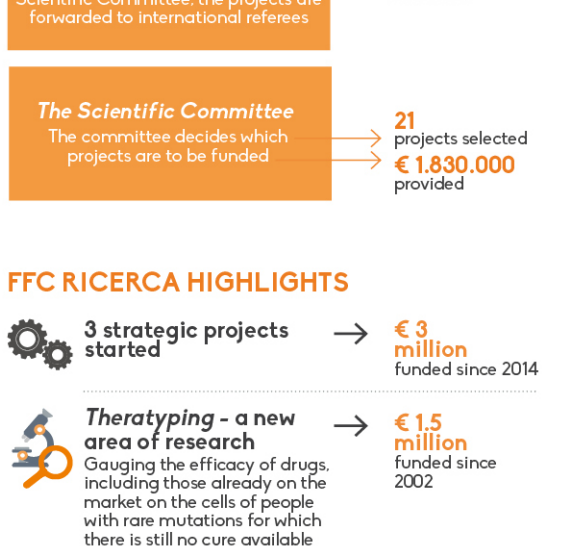 Scientific Committee, the projects are
forwarded to international referees
The Scientific Committee
The committee decides which
projects are to be funded
21
projects selected
€ 1.830.000
provided
FFC RICERCA HIGHLIGHTS
3 strategic projects
started
€ 3
million
funded since 2014
Theratyping - a new
area of research
Gauging the efficacy of drugs,
including those already on the
market on the cells of people
with rare mutations for which
there is still no cure available
€ 1.5
million
funded since
2002